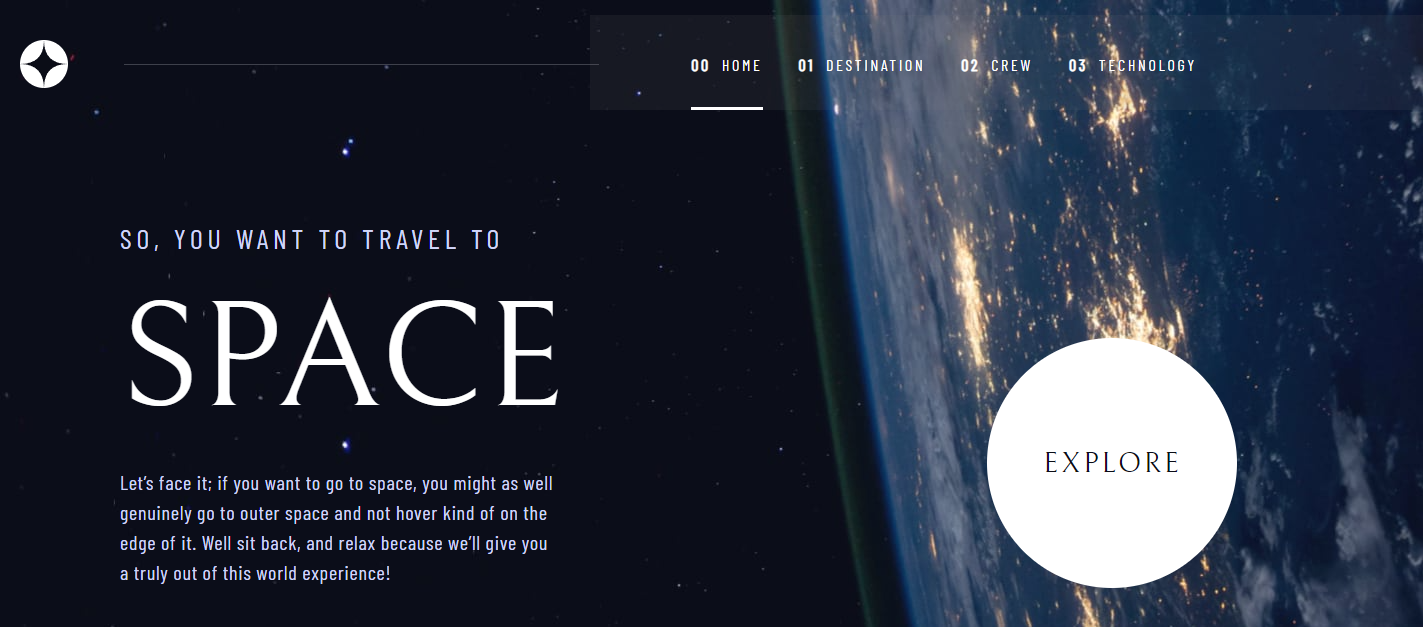 00 HOME 01 DESTINATION 02 CREW 03 TECHNOLOGY
SO, YOU WANT TO TRAVEL TO
SPACE
Let’s face it; if you want to go to space, you might as well
genuinely go to outer space and not hover kind of on the
edge of it. Well sit back, and relax because we’ll give you
a truly out of this world experience!
EXPLORE